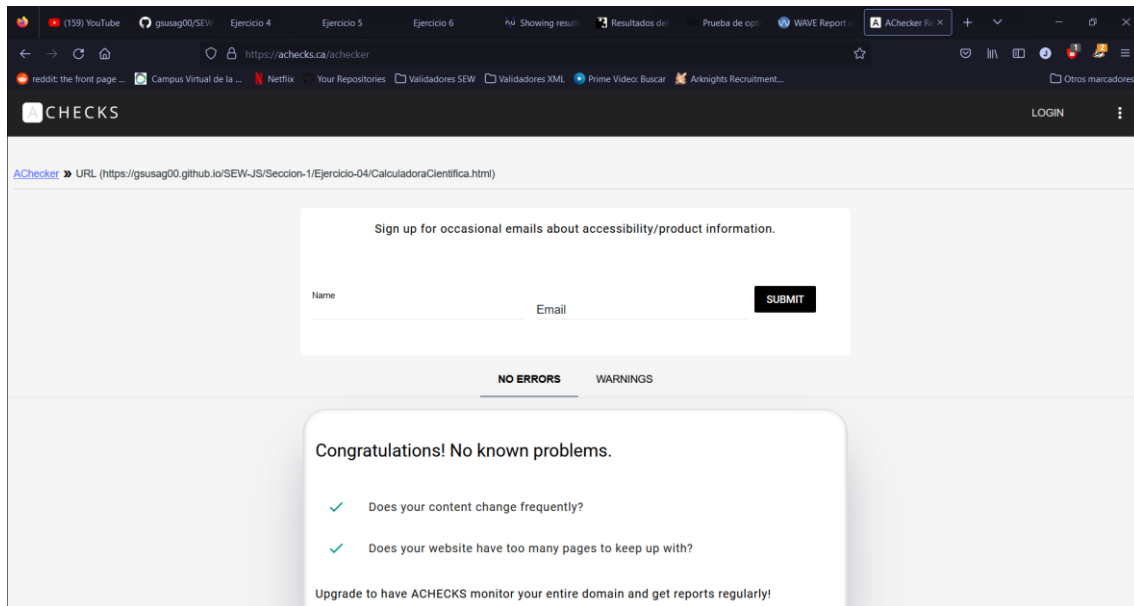 (159) YouTube
gsusag00/SEW
Ejercicio 4
Ejercicio 5
Ejercicio 6
Showing result
Resultados del
Prueba de opti
WAVE Report
AChecker Re
https://achecks.ca/achecker
reddit: the front page ...
Campus Virtual de la ...
Netflix
Your Repositories
Validadores SEW
Validadores XML
Prime Video: Buscar
Arknights Recruitment...
Otros marcadores
ACHECKS
LOGIN
AChecker » URL (https://gsusag00.github.io/SEW-JS/Seccion-1/Ejercicio-04/CalculadoraCientifica.html)
Sign up for occasional emails about accessibility/product information.
Name
Email
SUBMIT
NO ERRORS
WARNINGS
Congratulations! No known problems.
Does your content change frequently?
Does your website have too many pages to keep up with?
Upgrade to have ACHECKS monitor your entire domain and get reports regularly!